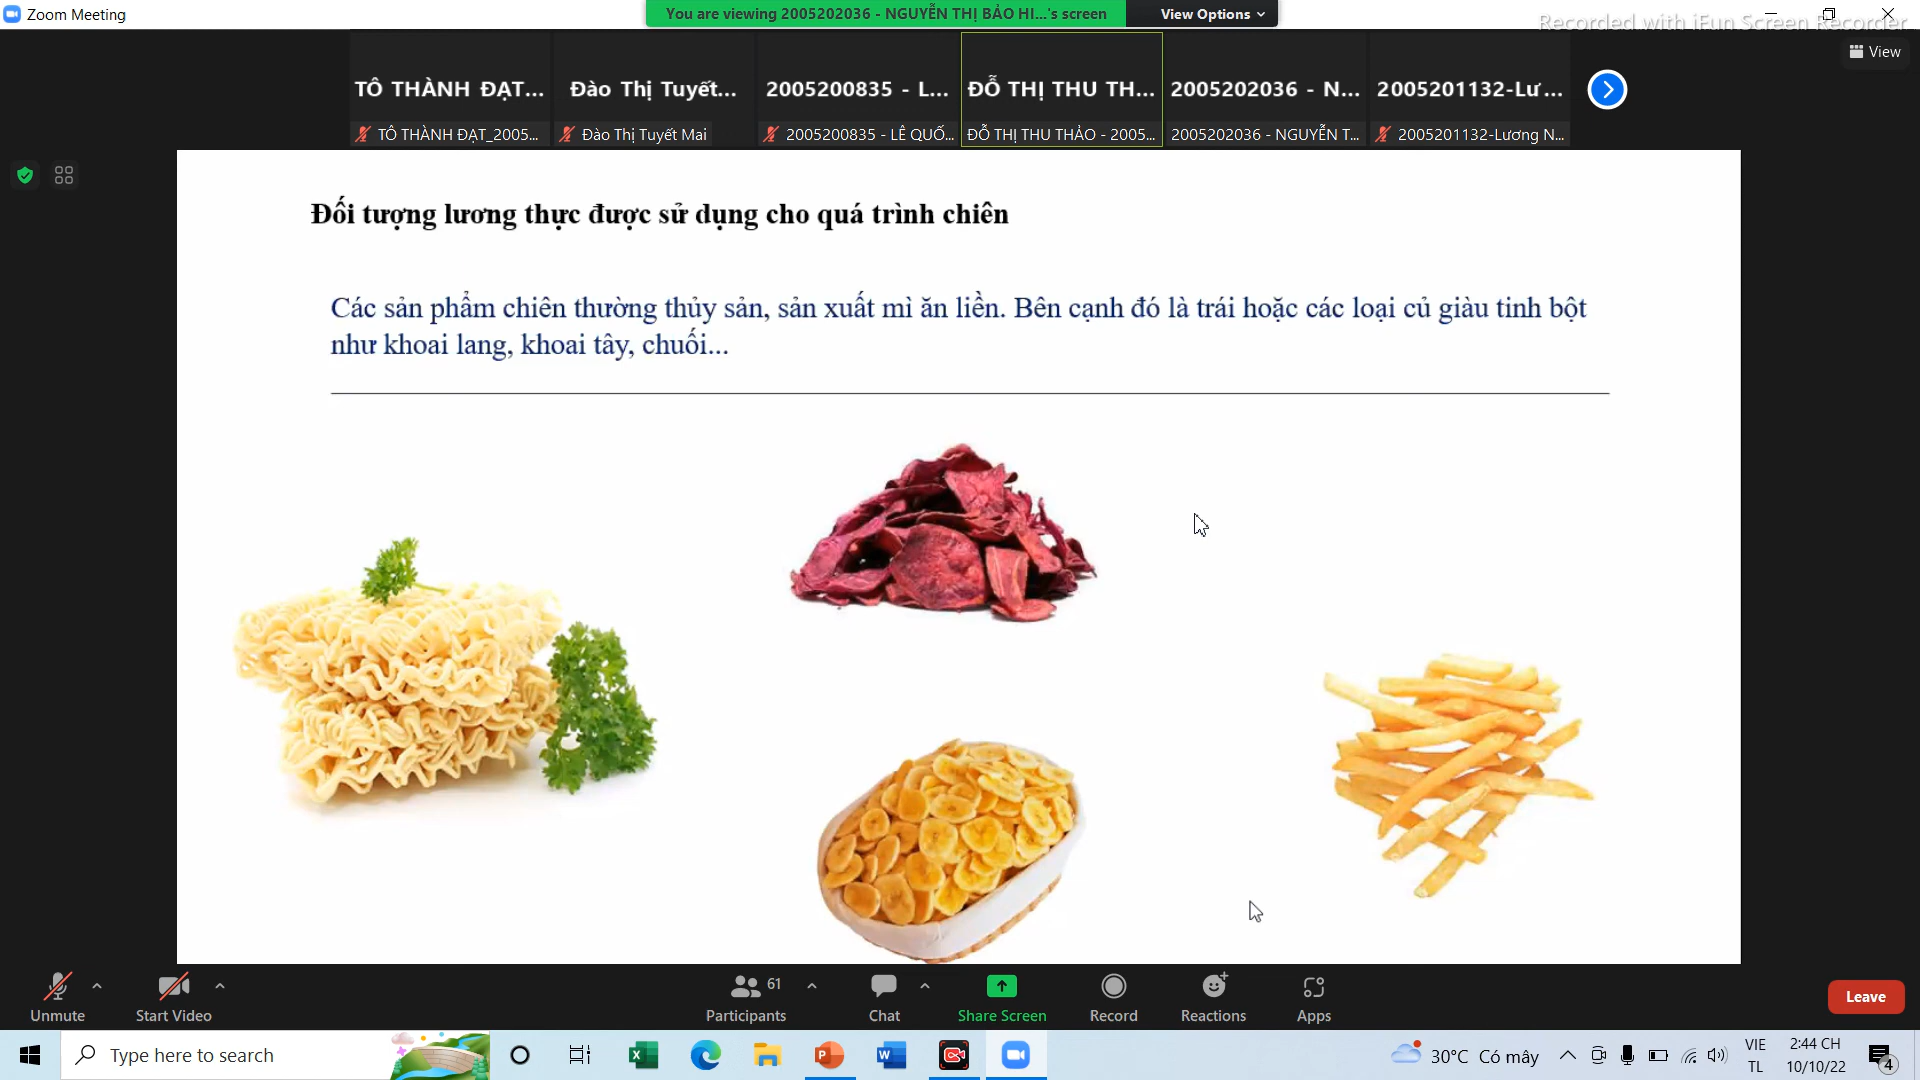 Zoom Meeting
You are viewing 2005202036 - NGUYỄN THỊ BẢO HI...'s screen
View Options
Recorded with iFun Screen Recorder
View
TÔ THÀNH ĐẠT...
Đào Thị Tuyết...
2005200835 - L...
ĐỖ THỊ THU TH...
2005202036 - N...
2005201132-Lư...
TÔ THÀNH ĐẠT_2005...
Đào Thị Tuyết Mai
2005200835 - LÊ QUỐ...
ĐỖ THỊ THU THẢO - 2005...
2005202036 - NGUYỄN T...
2005201132-Lương N...
Đối tượng lương thực được sử dụng cho quá trình chiên
Các sản phẩm chiên thường thủy sản, sản xuất mì ăn liền. Bên cạnh đó là trái hoặc các loại củ giàu tinh bột
như khoai lang, khoai tây, chuối...
Unmute
Start Video
61
Participants
Chat
Share Screen
Record
Reactions
Apps
Leave
Type here to search
30°C Có mây
VIE
TL
2:44 CH
10/10/22
4